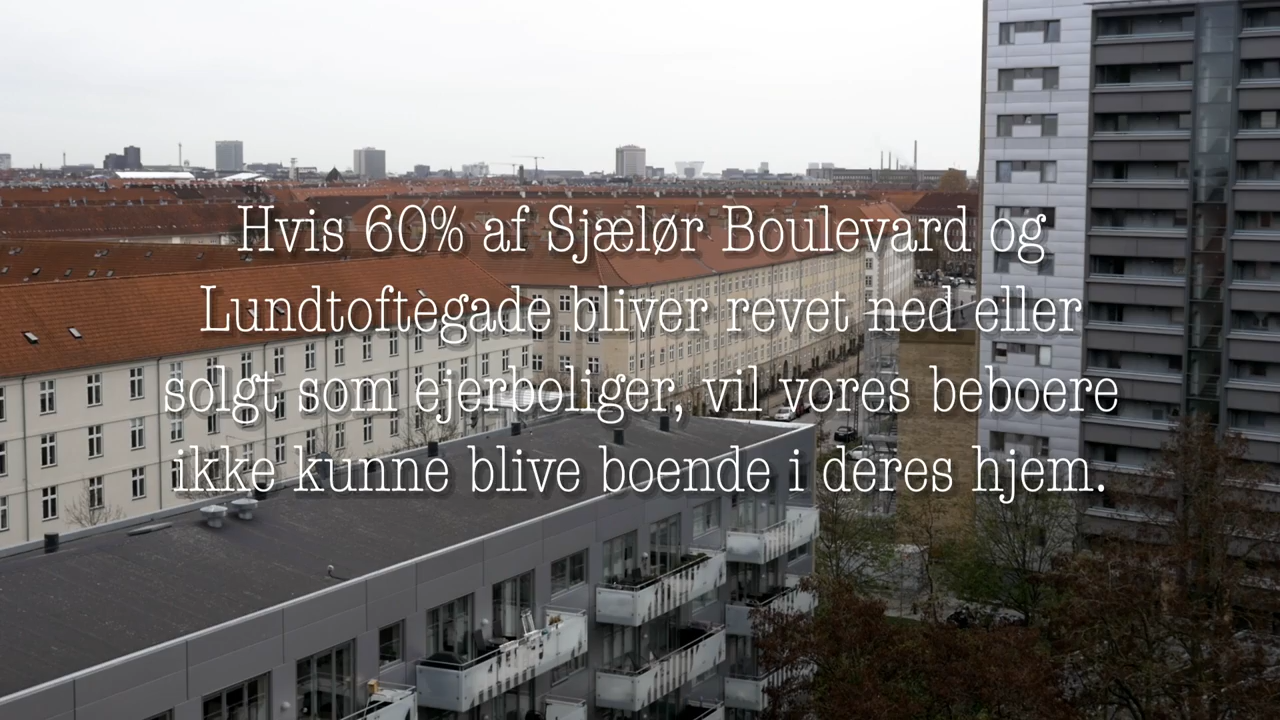 Hvis 60% af Sjælør Boulevard og
Lundtoftegade bliver revet ned eller
solgt som ejerboliger, vil vores beboere
ikke kunne blive boende i deres hjem.